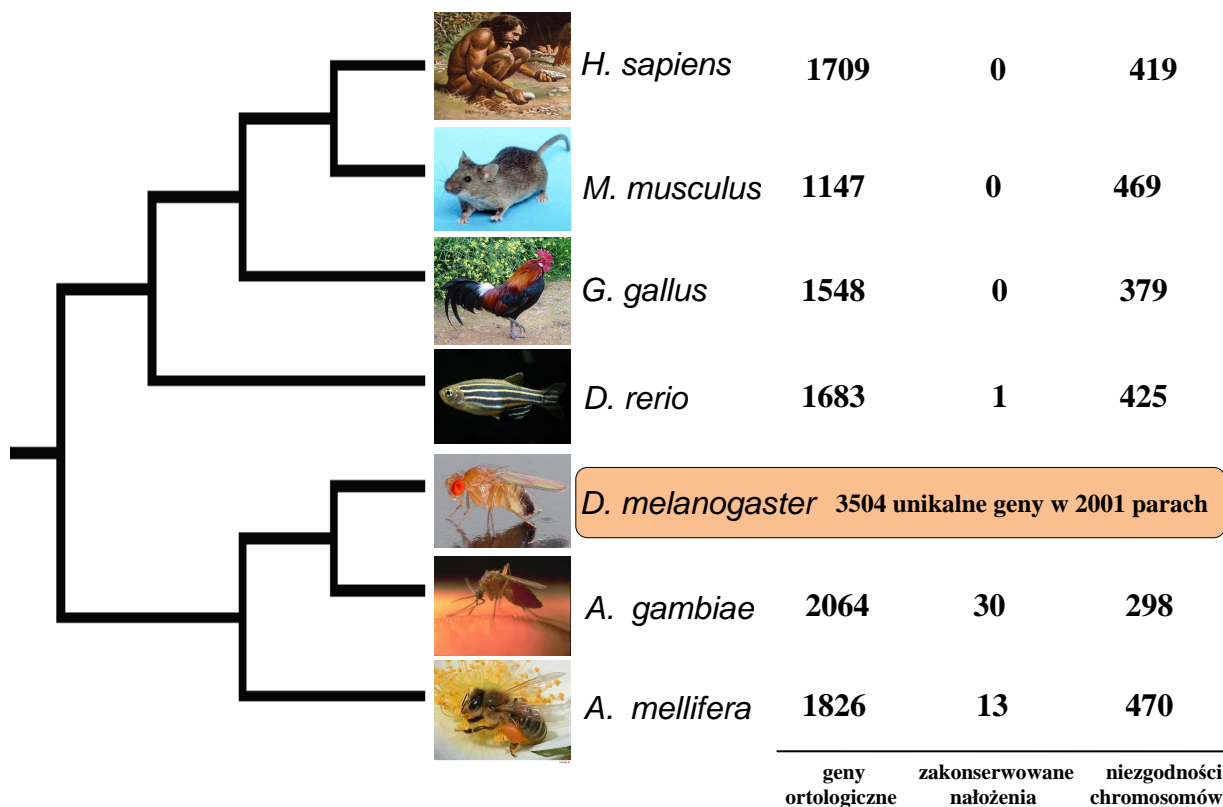 H. sapiens 1709 0 419
M. musculus 1147 0 469
G. gallus 1548 0 379
D. rerio 1683 1 425
D. melanogaster 3504 unikalne geny w 2001 parach
A. gambiae 2064 30 298
A. mellifera 1826 13 470
geny zakonserwowane niezgodności
ortologiczne nałożenia chromosomów